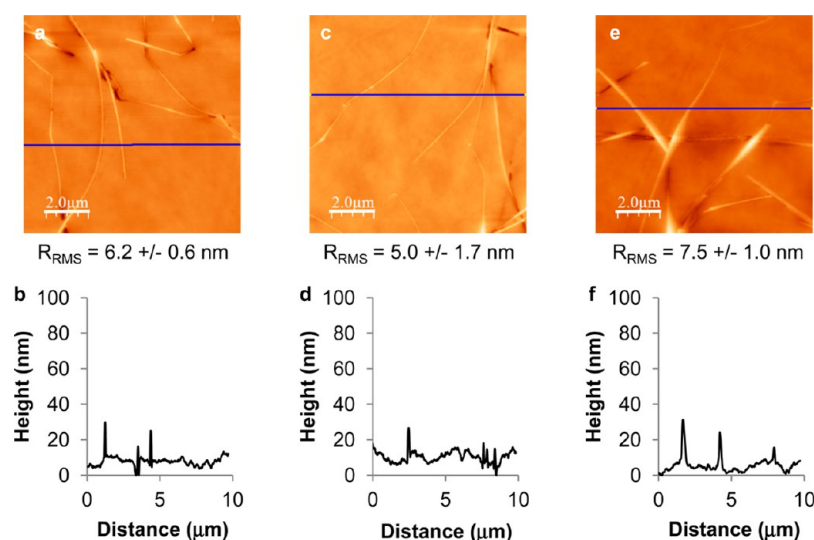 a
c
e
2.0µm
2.0µm
2.0µm
R_RMS = 6.2 +/- 0.6 nm
R_RMS = 5.0 +/- 1.7 nm
R_RMS = 7.5 +/- 1.0 nm
b
Height (nm)
100
80
60
40
20
0
0
5
10
Distance (µm)
d
Height (nm)
100
80
60
40
20
0
0
5
10
Distance (µm)
f
Height (nm)
100
80
60
40
20
0
0
5
10
Distance (µm)